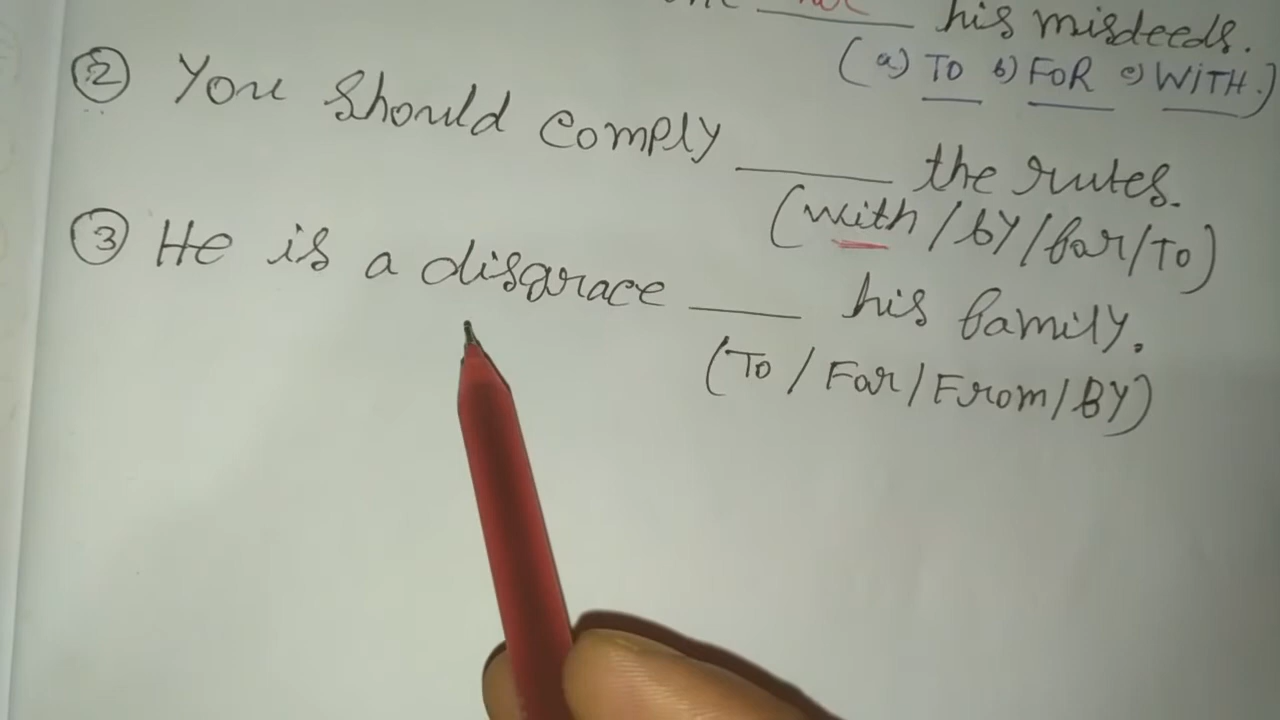 his misdeeds.
(a) TO b) FOR c) WITH.)
② You should comply ____ the rules.
(with/by/for/To)
③ He is a disgrace ____ his family.
(To/For/From/BY)